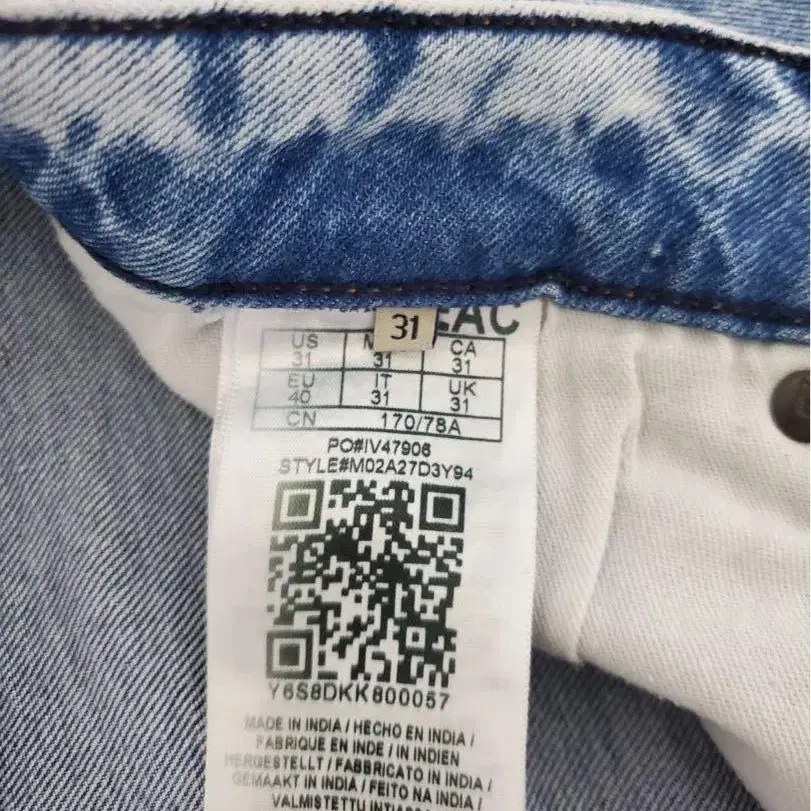 31
EAC
US 31 31 CA 31
EU 40 IT 31 UK 31
CN 170/78A
PO#IV47906
STYLE#M02A27D3Y94
Y6S8DKK800057
MADE IN INDIA / HECHO EN INDIA /
FABRIQUE EN INDE / IN INDIEN
HERGESTELLT / FABBRICATO IN INDIA /
GEMAAKT IN INDIA / FEITO NA INDIA /
VALMISTETTU